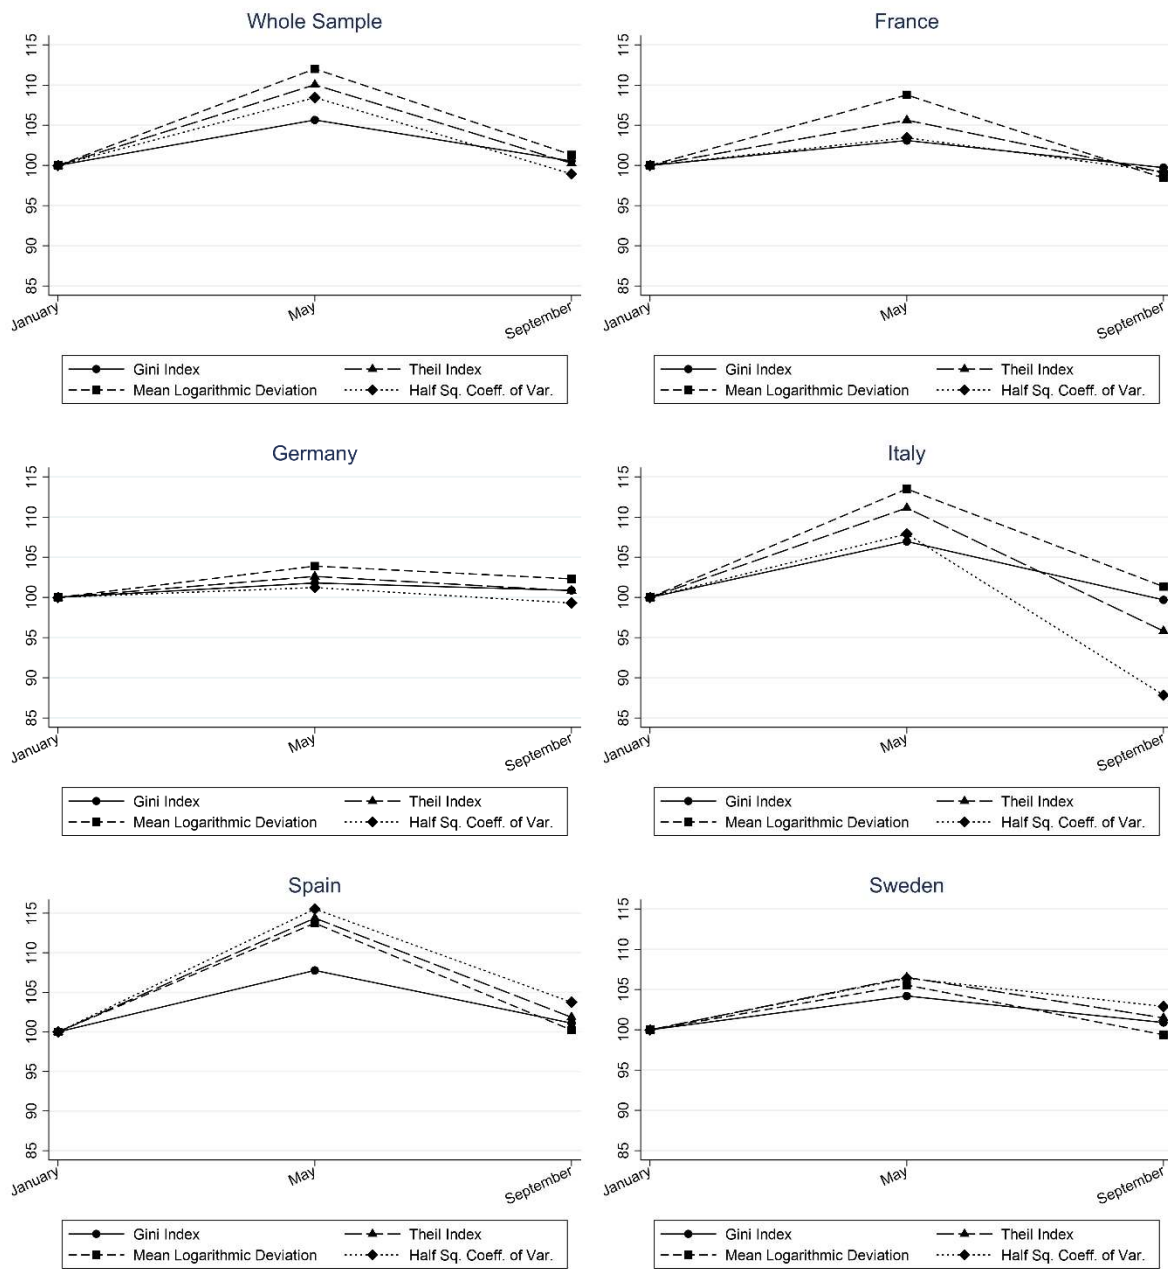 Whole Sample
115
110
105
100
95
90
85
January
May
September
Gini Index
Theil Index
Mean Logarithmic Deviation
Half Sq. Coeff. of Var.
France
115
110
105
100
95
90
85
January
May
September
Gini Index
Theil Index
Mean Logarithmic Deviation
Half Sq. Coeff. of Var.
Germany
115
110
105
100
95
90
85
January
May
September
Gini Index
Theil Index
Mean Logarithmic Deviation
Half Sq. Coeff. of Var.
Italy
115
110
105
100
95
90
85
January
May
September
Gini Index
Theil Index
Mean Logarithmic Deviation
Half Sq. Coeff. of Var.
Spain
115
110
105
100
95
90
85
January
May
September
Gini Index
Theil Index
Mean Logarithmic Deviation
Half Sq. Coeff. of Var.
Sweden
115
110
105
100
95
90
85
January
May
September
Gini Index
Theil Index
Mean Logarithmic Deviation
Half Sq. Coeff. of Var.